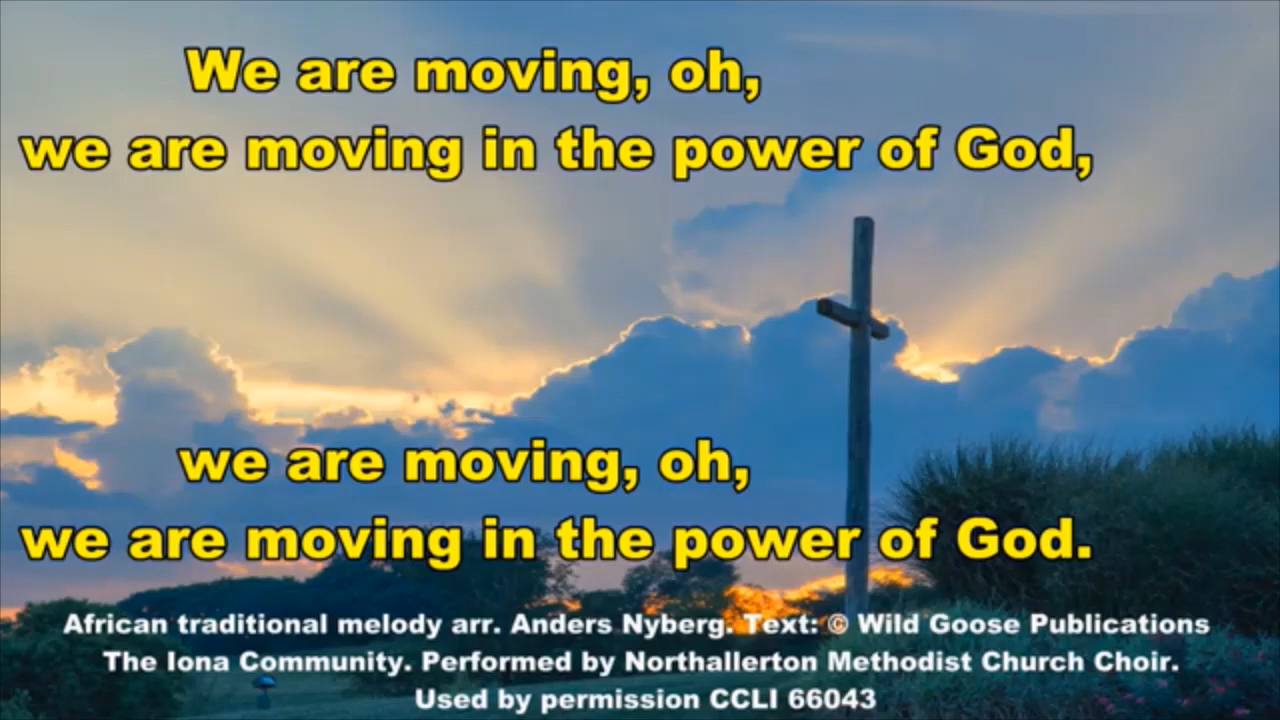 We are moving, oh,
we are moving in the power of God,
we are moving, oh,
we are moving in the power of God.
African traditional melody arr. Anders Nyberg. Text: © Wild Goose Publications
The Iona Community. Performed by Northallerton Methodist Church Choir.
Used by permission CCLI 66043